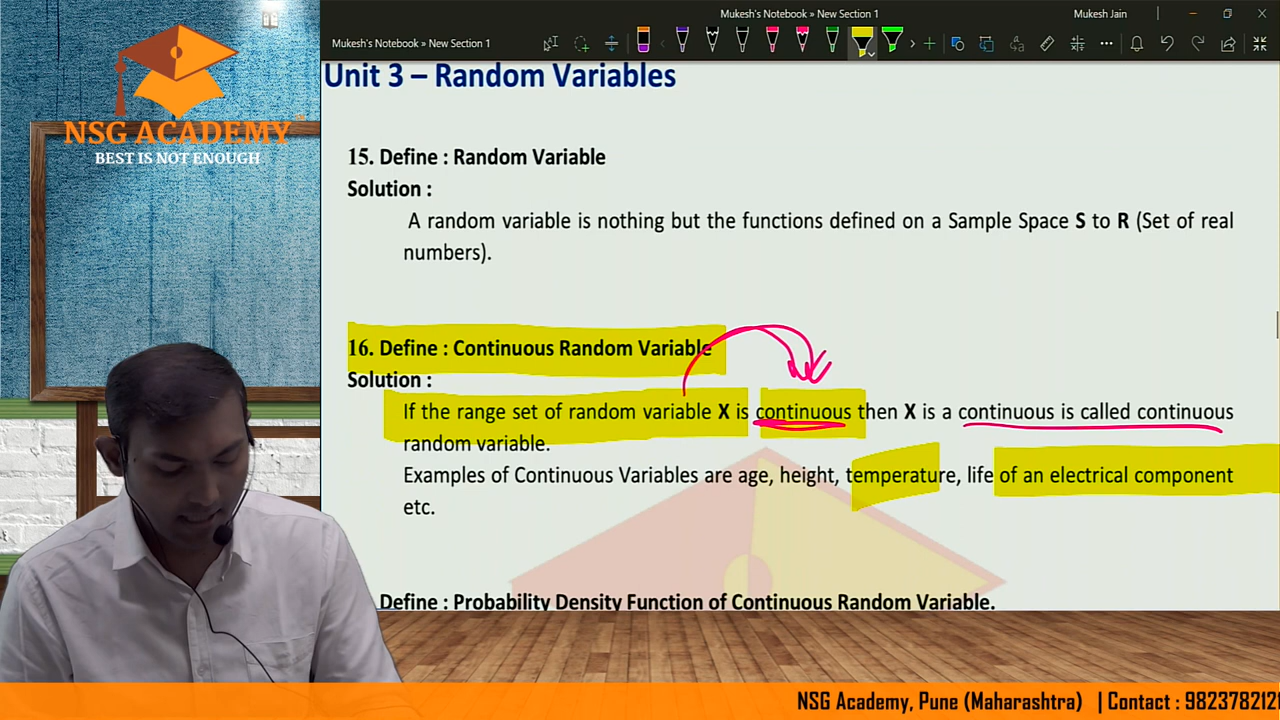 Mukesh's Notebook » New Section 1
Mukesh Jain
Mukesh's Notebook » New Section 1
NSG ACADEMY
BEST IS NOT ENOUGH
Unit 3 – Random Variables
15. Define : Random Variable
Solution :
A random variable is nothing but the functions defined on a Sample Space S to R (Set of real
numbers).
16. Define : Continuous Random Variable
Solution :
If the range set of random variable X is continuous then X is a continuous is called continuous
random variable.
Examples of Continuous Variables are age, height, temperature, life of an electrical component
etc.
Define : Probability Density Function of Continuous Random Variable.
NSG Academy, Pune (Maharashtra) | Contact : 982378212